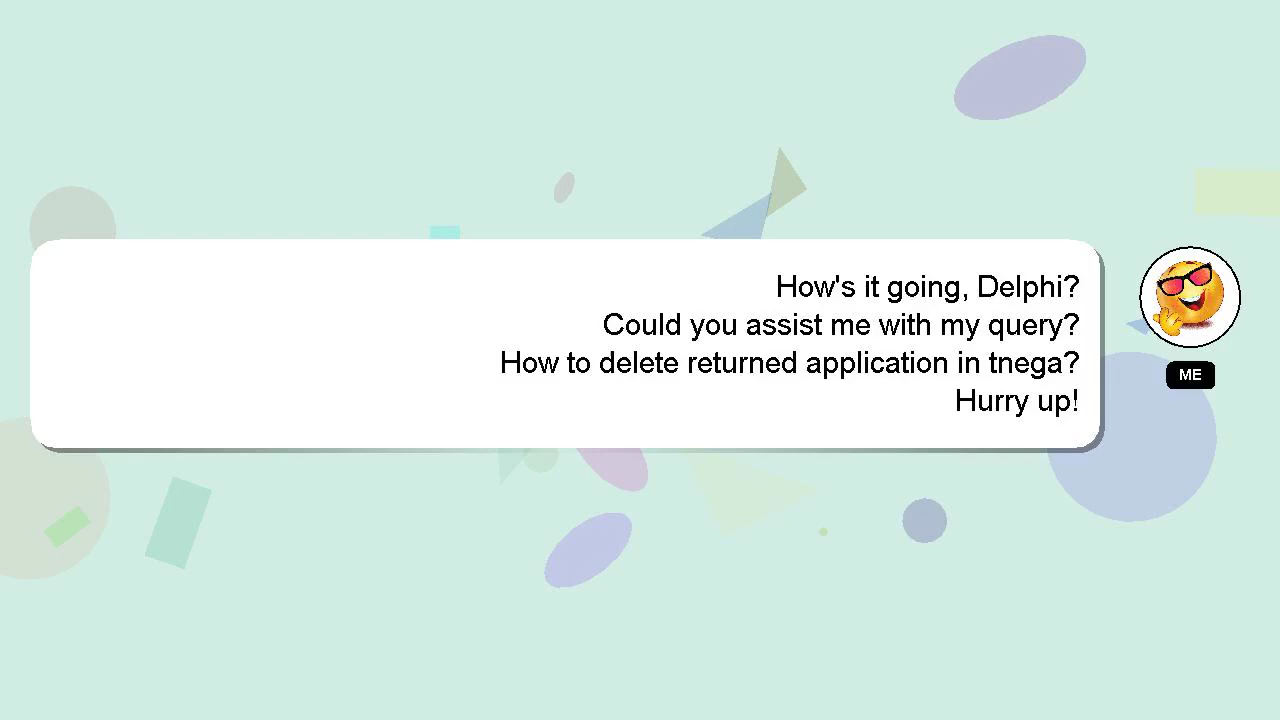 How's it going, Delphi?
Could you assist me with my query?
How to delete returned application in tnega?
Hurry up!
ME